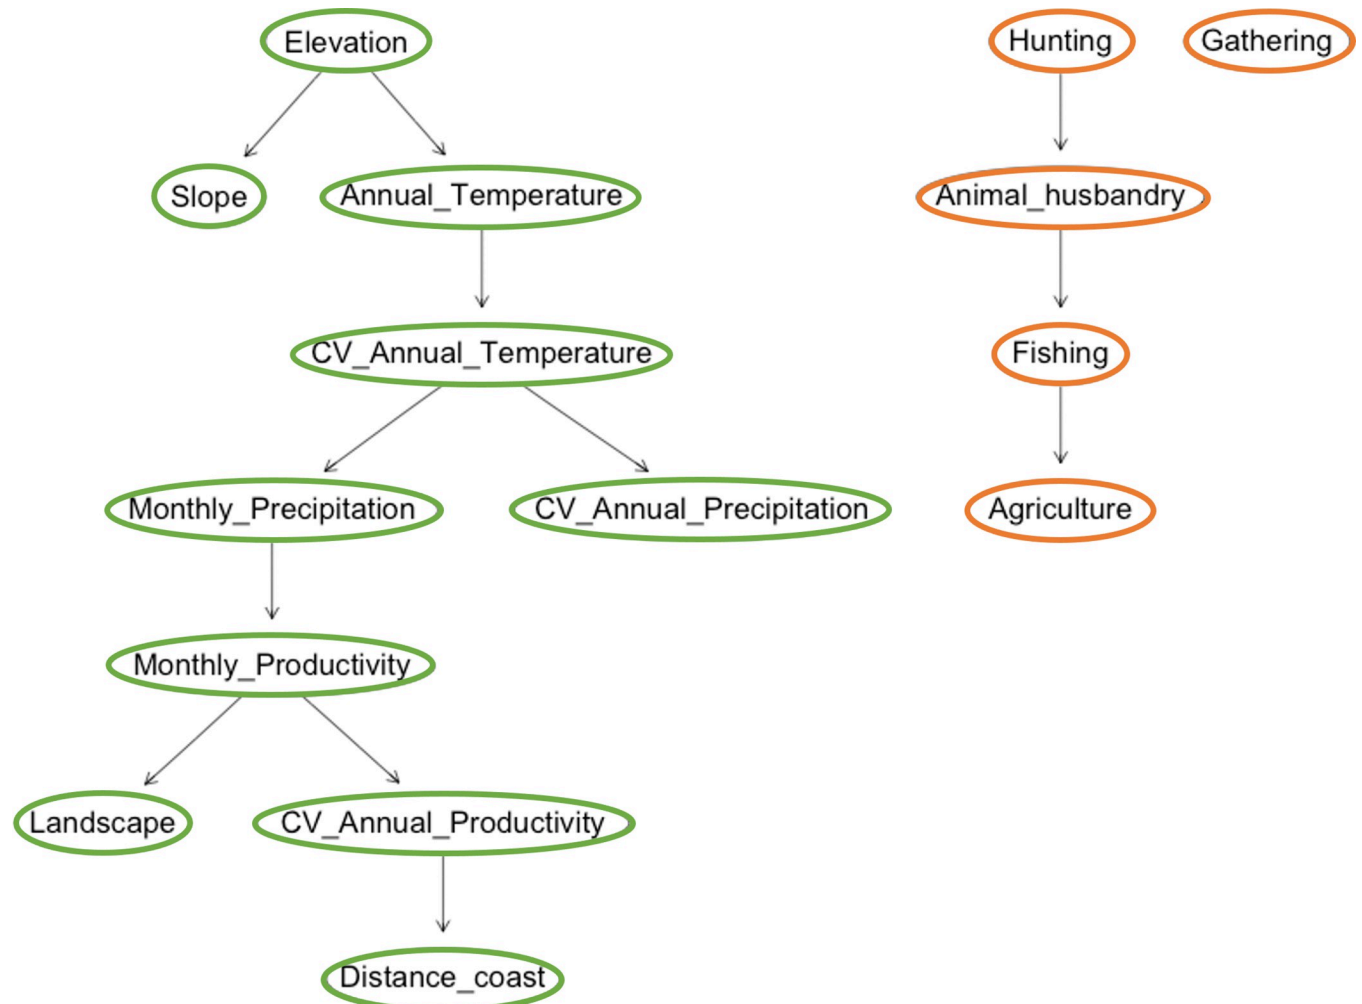 Elevation
Hunting
Gathering
Slope
Annual_Temperature
Animal_husbandry
CV_Annual_Temperature
Fishing
Monthly_Precipitation
CV_Annual_Precipitation
Agriculture
Monthly_Productivity
Landscape
CV_Annual_Productivity
Distance_coast